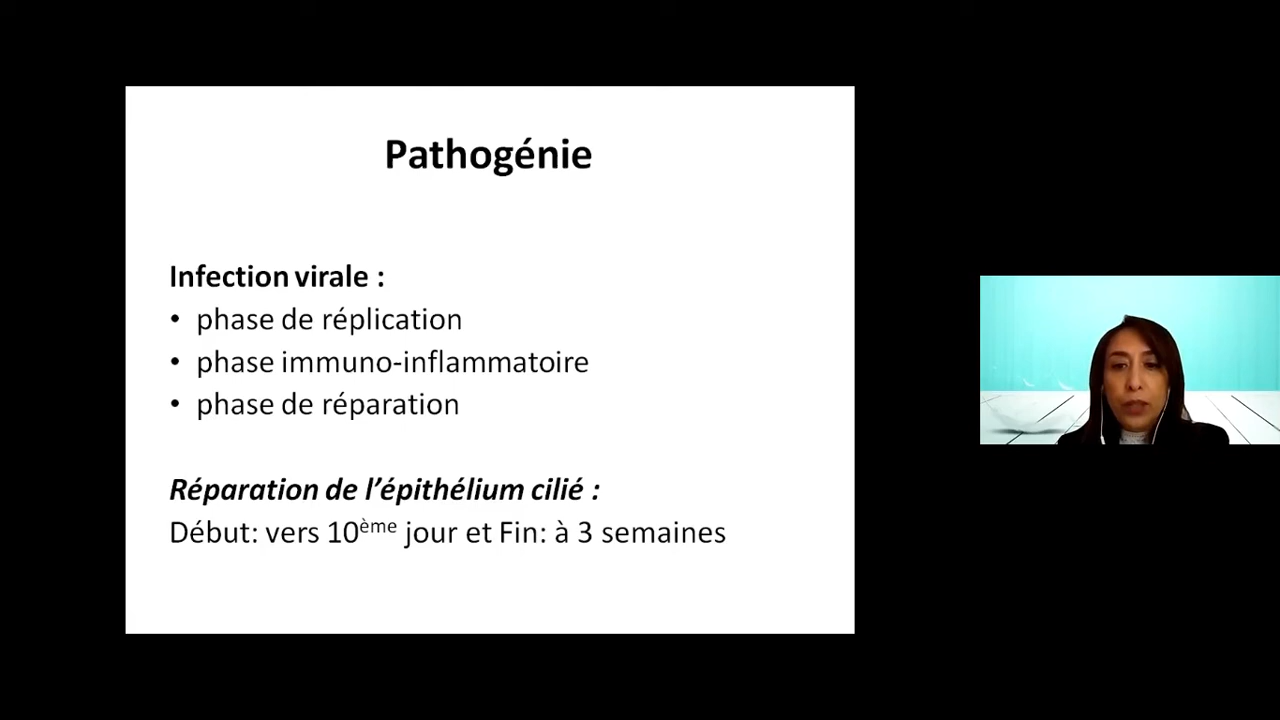 Pathogénie
Infection virale :
• phase de réplication
• phase immuno-inflammatoire
• phase de réparation
Réparation de l’épithélium cilié :
Début: vers 10ème jour et Fin: à 3 semaines